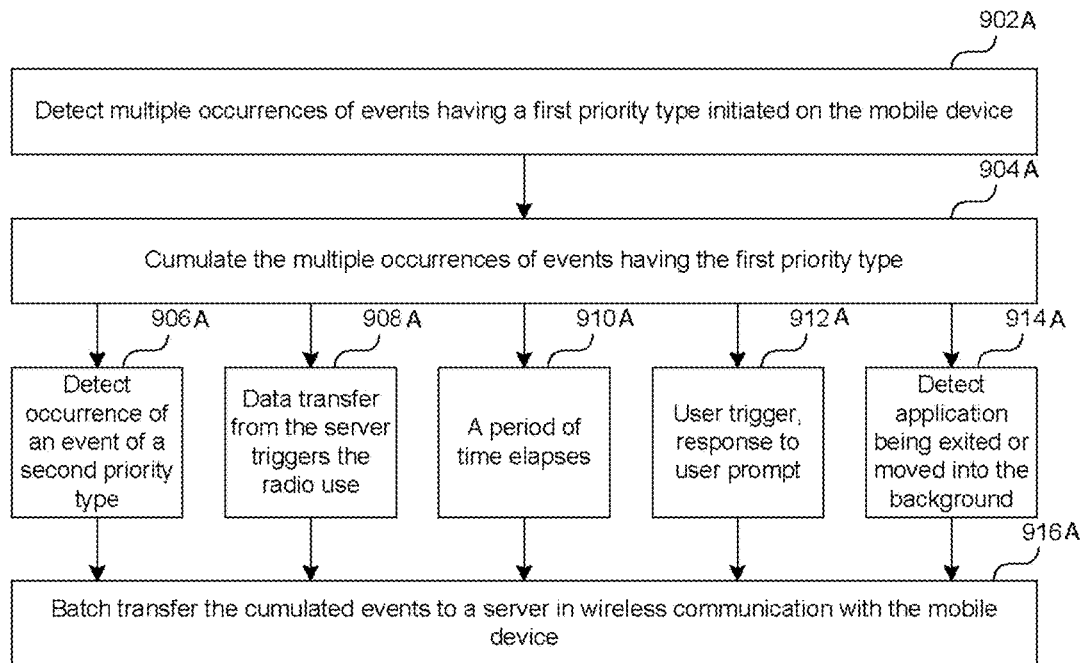 902A
Detect multiple occurrences of events having a first priority type initiated on the mobile device
904A
Cumulate the multiple occurrences of events having the first priority type
906A
908A
910A
912A
914A
Detect
occurrence of
an event of a
second priority
type
Data transfer
from the server
triggers the
radio use
A period of
time elapses
User trigger,
response to
user prompt
Detect
application
being exited or
moved into the
background
916A
Batch transfer the cumulated events to a server in wireless communication with the mobile
device